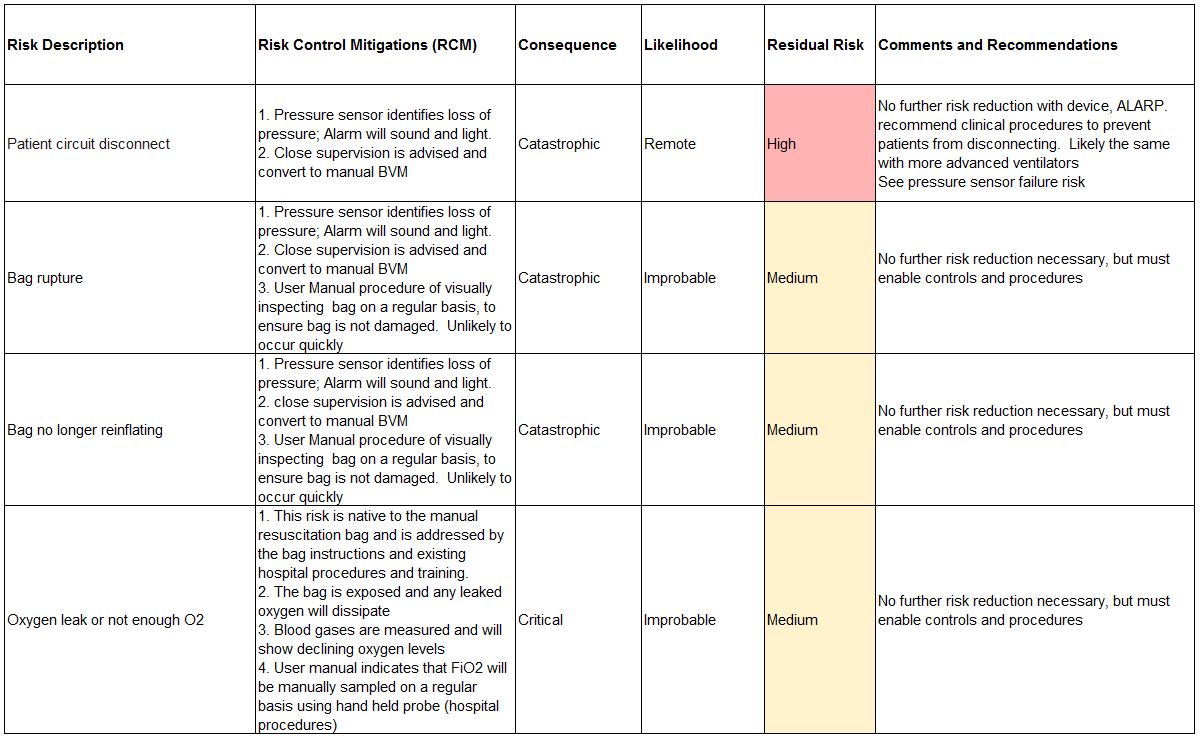 Risk Description
Risk Control Mitigations (RCM)
Consequence
Likelihood
Residual Risk
Comments and Recommendations
Patient circuit disconnect
1. Pressure sensor identifies loss of
pressure; Alarm will sound and light.
2. Close supervision is advised and
convert to manual BVM
Catastrophic
Remote
High
No further risk reduction with device, ALARP.
recommend clinical procedures to prevent
patients from disconnecting.  Likely the same
with more advanced ventilators
See pressure sensor failure risk
Bag rupture
1. Pressure sensor identifies loss of
pressure; Alarm will sound and light.
2. Close supervision is advised and
convert to manual BVM
3. User Manual procedure of visually
inspecting  bag on a regular basis, to
ensure bag is not damaged.  Unlikely to
occur quickly
Catastrophic
Improbable
Medium
No further risk reduction necessary, but must
enable controls and procedures
Bag no longer reinflating
1. Pressure sensor identifies loss of
pressure; Alarm will sound and light.
2. close supervision is advised and
convert to manual BVM
3. User Manual procedure of visually
inspecting  bag on a regular basis, to
ensure bag is not damaged.  Unlikely to
occur quickly
Catastrophic
Improbable
Medium
No further risk reduction necessary, but must
enable controls and procedures
Oxygen leak or not enough O2
1. This risk is native to the manual
resuscitation bag and is addressed by
the bag instructions and existing
hospital procedures and training.
2. The bag is exposed and any leaked
oxygen will dissipate
3. Blood gases are measured and will
show declining oxygen levels
4. User manual indicates that FiO2 will
be manually sampled on a regular
basis using hand held probe (hospital
procedures)
Critical
Improbable
Medium
No further risk reduction necessary, but must
enable controls and procedures